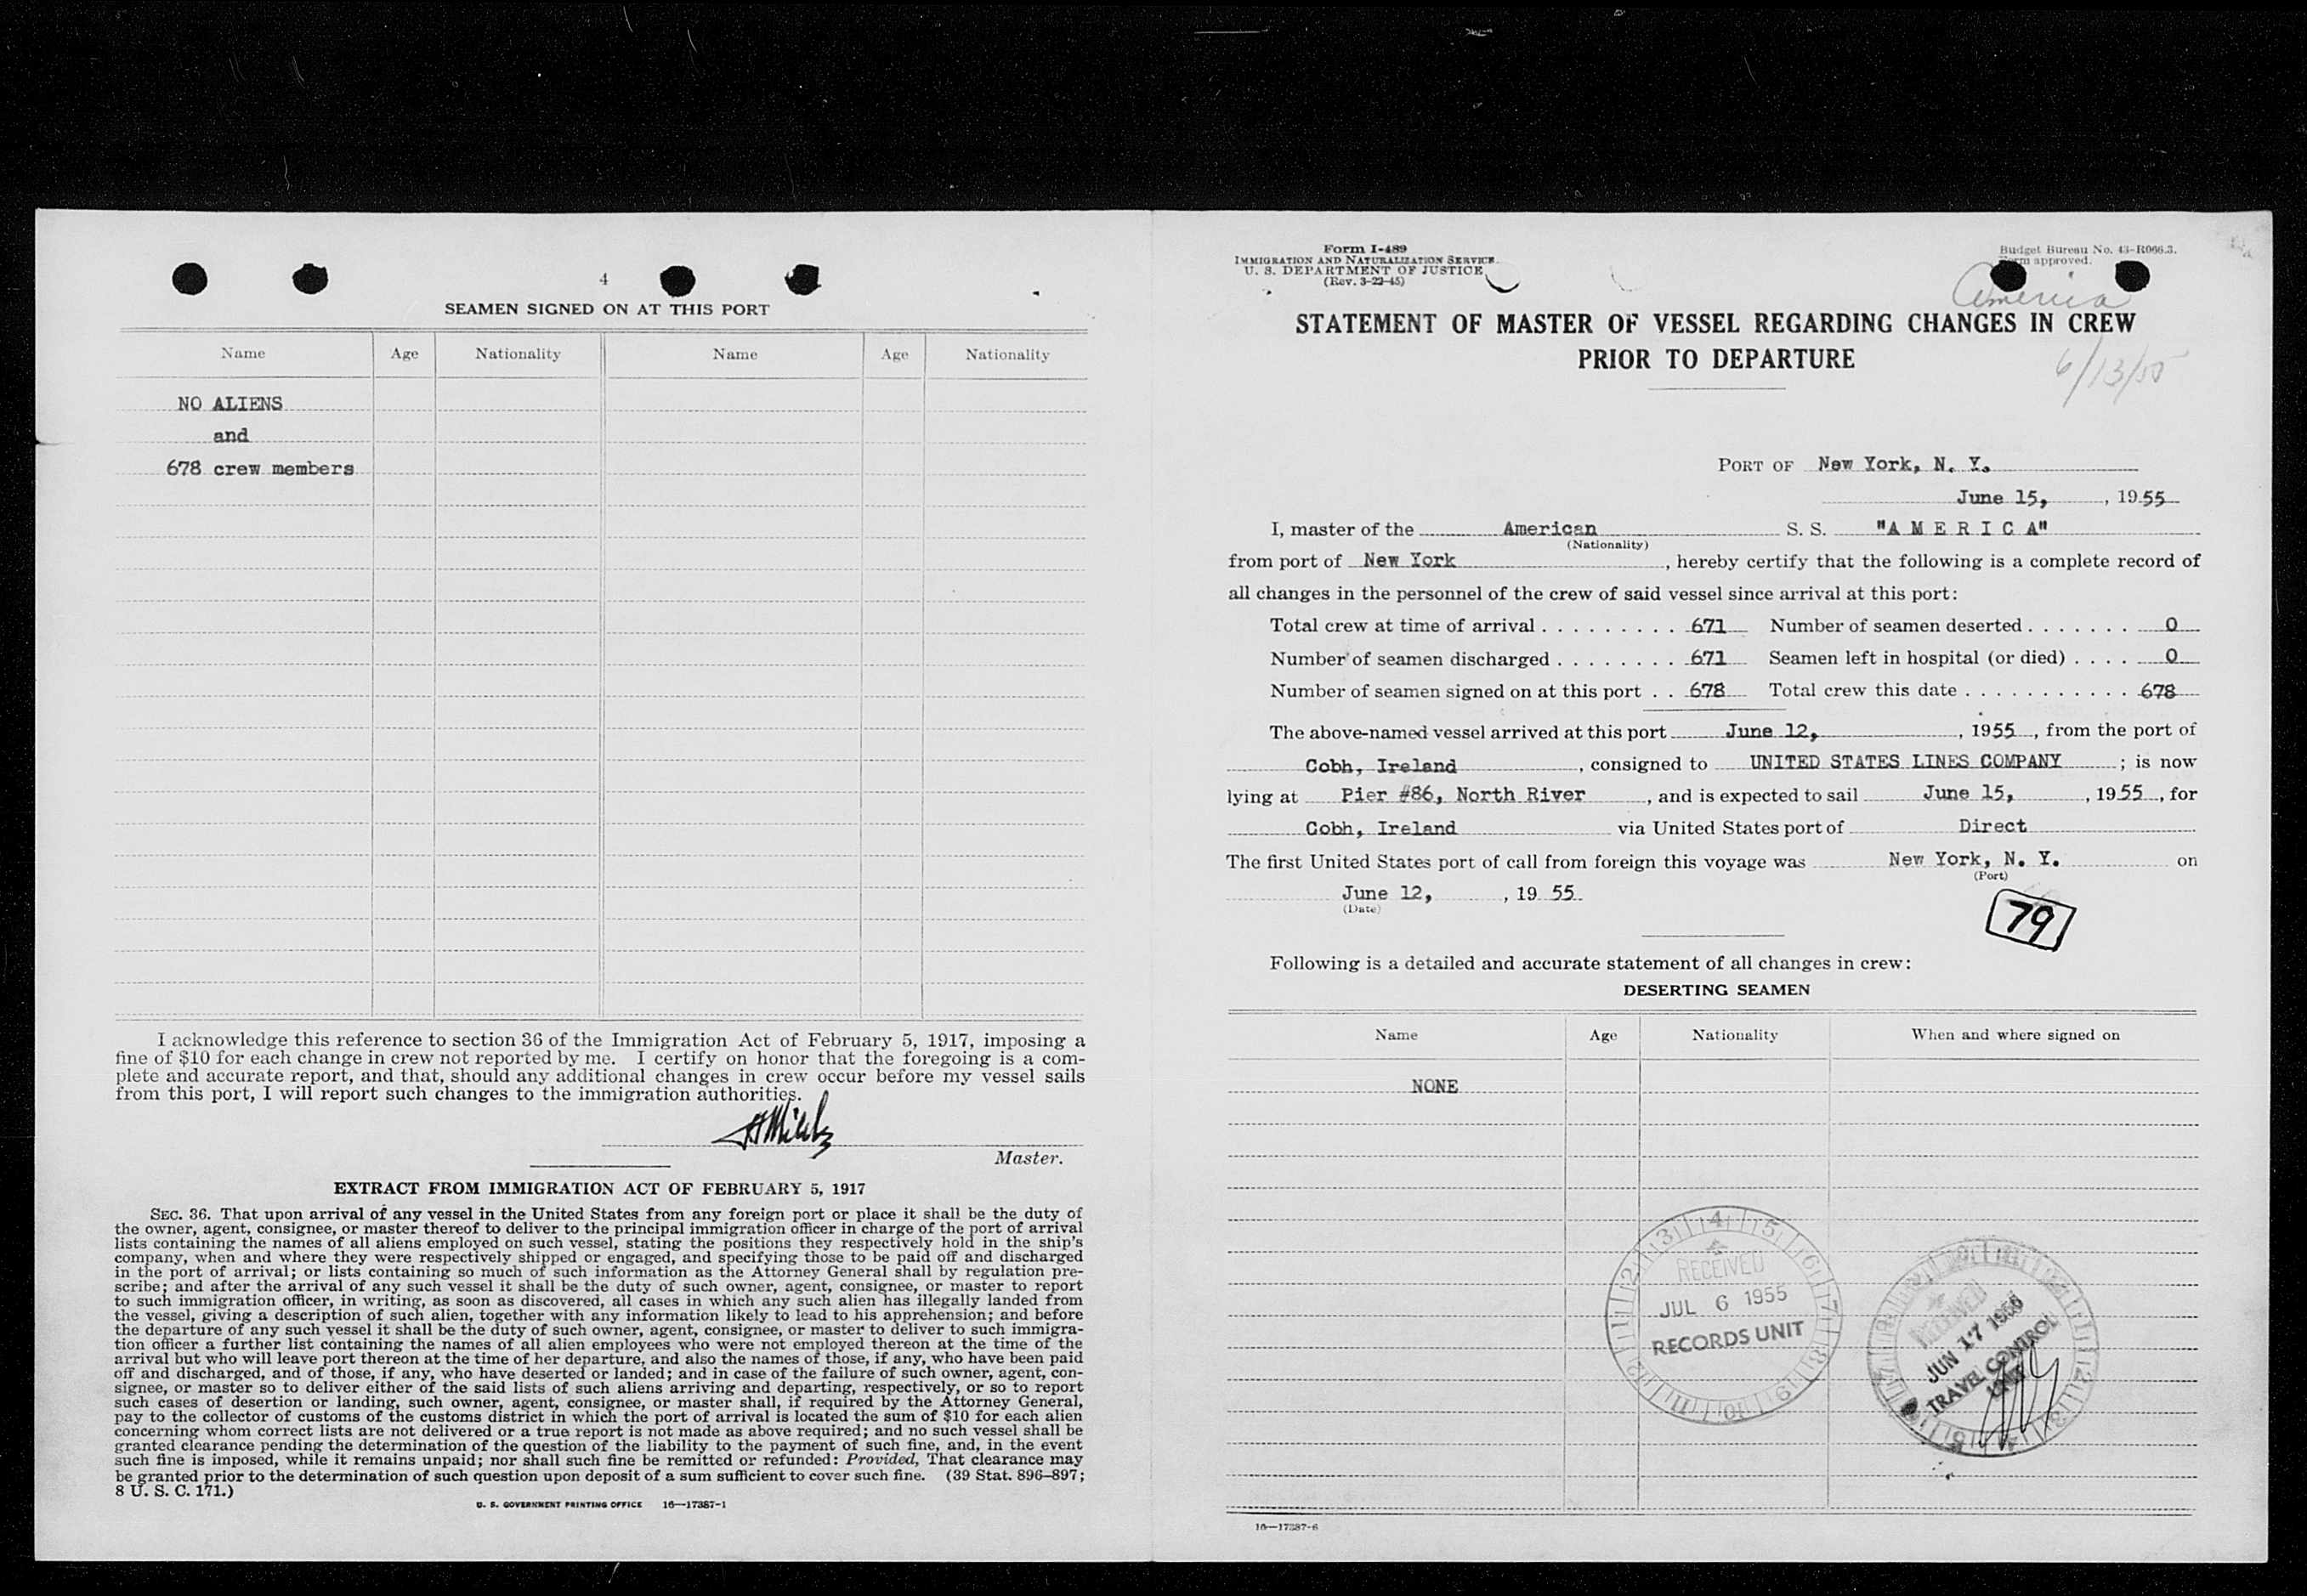 4
SEAMEN SIGNED ON AT THIS PORT
Name Age Nationality Name Age Nationality
NO ALIENS
and
678 crew members
I acknowledge this reference to section 36 of the Immigration Act of February 5, 1917, imposing a
fine of $10 for each change in crew not reported by me. I certify on honor that the foregoing is a com-
plete and accurate report, and that, should any additional changes in crew occur before my vessel sails
from this port, I will report such changes to the immigration authorities.
Master.
EXTRACT FROM IMMIGRATION ACT OF FEBRUARY 5, 1917
SEC. 36. That upon arrival of any vessel in the United States from any foreign port or place it shall be the duty of
the owner, agent, consignee, or master thereof to deliver to the principal immigration officer in charge of the port of arrival
lists containing the names of all aliens employed on such vessel, stating the positions they respectively hold in the ship's
company, when and where they were respectively shipped or engaged, and specifying those to be paid off and discharged
in the port of arrival; or lists containing so much of such information as the Attorney General shall by regulation pre-
scribe; and after the arrival of any such vessel it shall be the duty of such owner, agent, consignee, or master to report
to such immigration officer, in writing, as soon as discovered, all cases in which any such alien has illegally landed from
the vessel, giving a description of such alien, together with any information likely to lead to his apprehension; and before
the departure of any such vessel it shall be the duty of such owner, agent, consignee, or master to deliver to such immigra-
tion officer a further list containing the names of all alien employees who were not employed thereon at the time of the
arrival but who will leave port thereon at the time of her departure, and also the names of those, if any, who have been paid
off and discharged, and of those, if any, who have deserted or landed; and in case of the failure of such owner, agent, con-
signee, or master so to deliver either of the said lists of such aliens arriving and departing, respectively, or so to report
such cases of desertion or landing, such owner, agent, consignee, or master shall, if required by the Attorney General,
pay to the collector of customs of the customs district in which the port of arrival is located the sum of $10 for each alien
concerning whom correct lists are not delivered or a true report is not made as above required; and no such vessel shall be
granted clearance pending the determination of the question of the liability to the payment of such fine, and, in the event
such fine is imposed, while it remains unpaid; nor shall such fine be remitted or refunded: Provided, That clearance may
be granted prior to the determination of such question upon deposit of a sum sufficient to cover such fine. (39 Stat. 896–897;
8 U. S. C. 171.)
U. S. GOVERNMENT PRINTING OFFICE 16—17387-1
Form I-489
IMMIGRATION AND NATURALIZATION SERVICE
U. S. DEPARTMENT OF JUSTICE
(Rev. 3-22-45)
Budget Bureau No. 43-R066.3.
Form approved.
America
STATEMENT OF MASTER OF VESSEL REGARDING CHANGES IN CREW
PRIOR TO DEPARTURE
6/13/55
PORT OF New York, N. Y.
June 15, , 1955
I, master of the American S. S. "A M E R I C A"
(Nationality)
from port of New York , hereby certify that the following is a complete record of
all changes in the personnel of the crew of said vessel since arrival at this port:
Total crew at time of arrival . . . . . . . . . . 671 Number of seamen deserted . . . . . . . 0
Number of seamen discharged . . . . . . . . 671 Seamen left in hospital (or died) . . . . 0
Number of seamen signed on at this port . . 678 Total crew this date . . . . . . . . . . . . 678
The above-named vessel arrived at this port June 12, , 1955 , from the port of
Cobh, Ireland , consigned to UNITED STATES LINES COMPANY ; is now
lying at Pier #86, North River , and is expected to sail June 15, , 1955 , for
Cobh, Ireland via United States port of Direct
The first United States port of call from foreign this voyage was New York, N. Y. on
(Port)
June 12, , 19 55
(Date)
79
Following is a detailed and accurate statement of all changes in crew:
DESERTING SEAMEN
Name Age Nationality When and where signed on
NONE
RECEIVED
JUL 6 1955
RECORDS UNIT
RECEIVED
JUN 17 1955
TRAVEL CONTROL
UNIT
16—17387-6